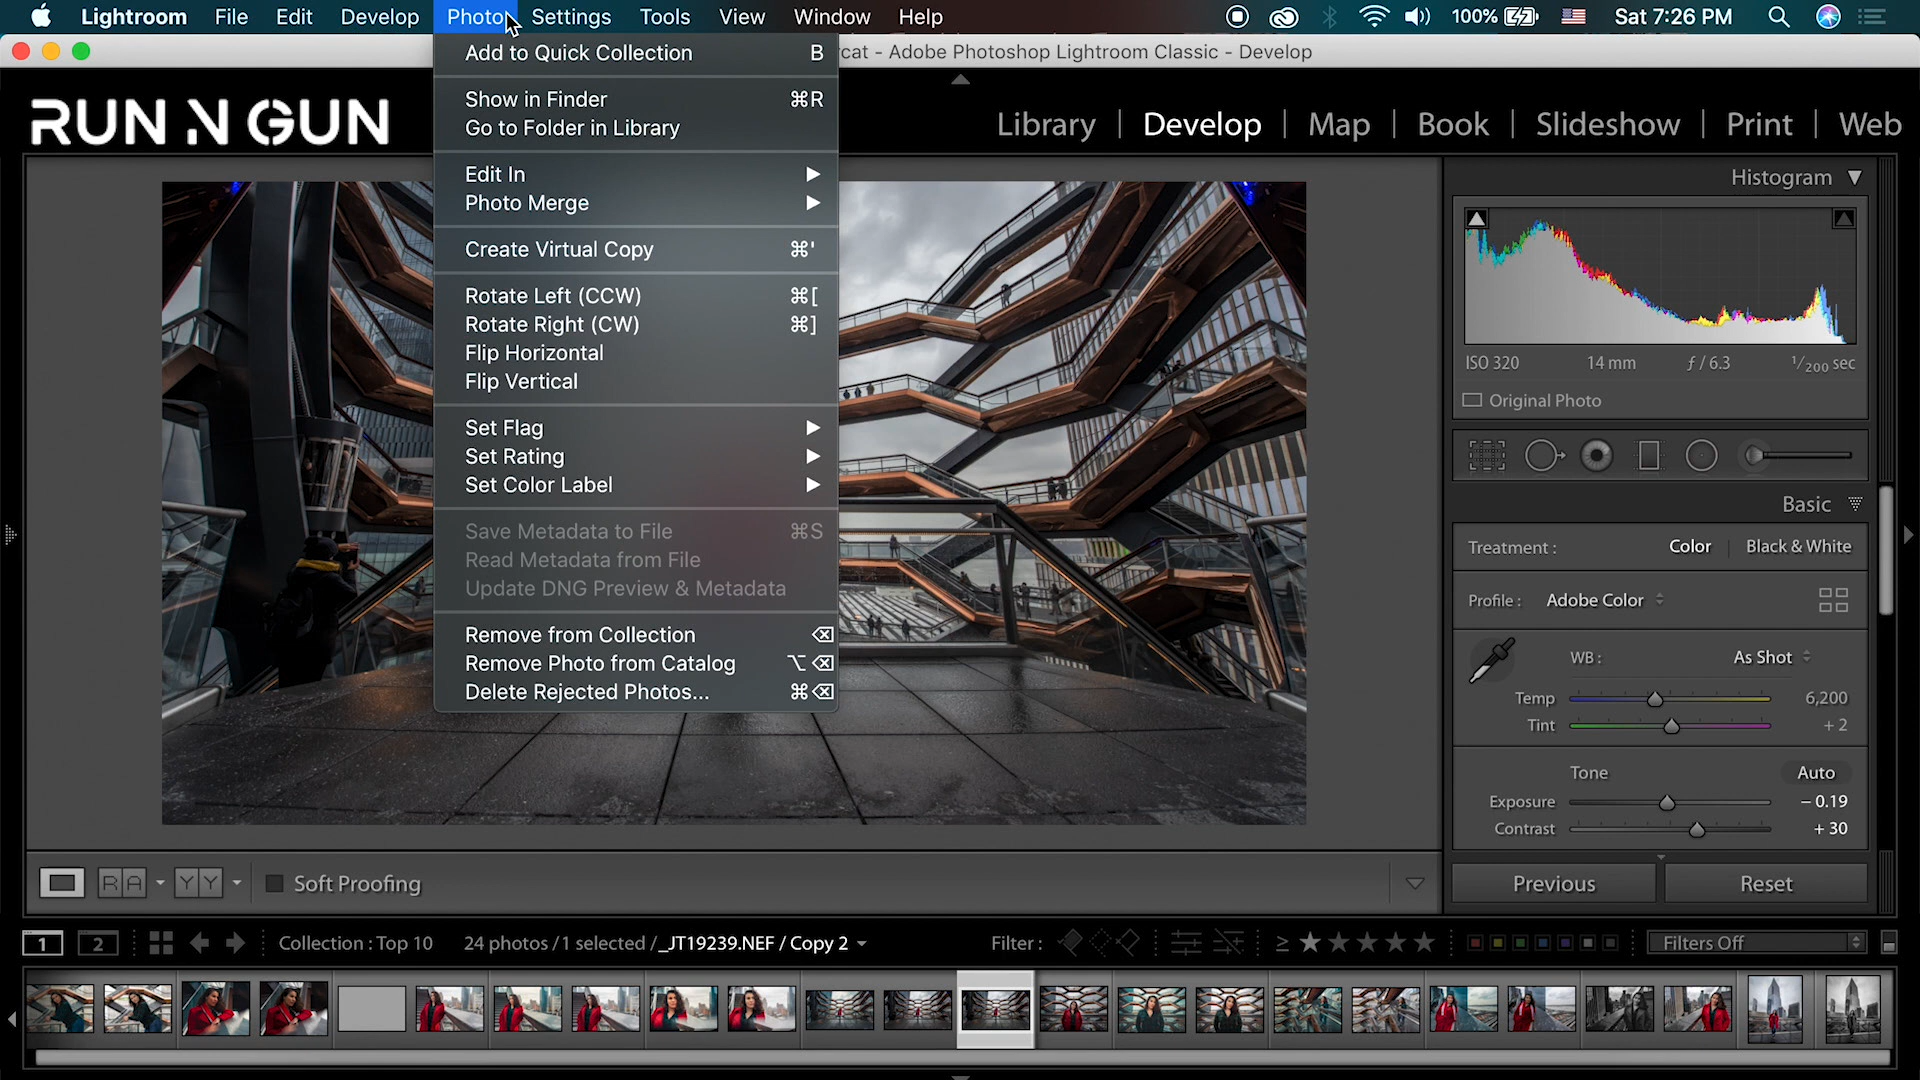 Lightroom File Edit Develop Photo Settings Tools View Window Help 100% Sat 7:26 PM
cat - Adobe Photoshop Lightroom Classic - Develop
RUN N GUN
Library | Develop | Map | Book | Slideshow | Print | Web
Add to Quick Collection B
Show in Finder ⌘R
Go to Folder in Library
Edit In ▶
Photo Merge ▶
Create Virtual Copy ⌘'
Rotate Left (CCW) ⌘[
Rotate Right (CW) ⌘]
Flip Horizontal
Flip Vertical
Set Flag ▶
Set Rating ▶
Set Color Label ▶
Save Metadata to File ⌘S
Read Metadata from File
Update DNG Preview & Metadata
Remove from Collection ⌫
Remove Photo from Catalog ⌥⌫
Delete Rejected Photos... ⌘⌫
Histogram ▼
ISO 320 14 mm ƒ / 6.3 1/200 sec
Original Photo
Basic
Treatment : Color Black & White
Profile : Adobe Color
WB : As Shot
Temp 6,200
Tint + 2
Tone Auto
Exposure – 0.19
Contrast + 30
Previous Reset
R A Y Y Soft Proofing
1 2 Collection : Top 10 24 photos / 1 selected / _JT19239.NEF / Copy 2 Filter : ≥ ★★★★★ Filters Off